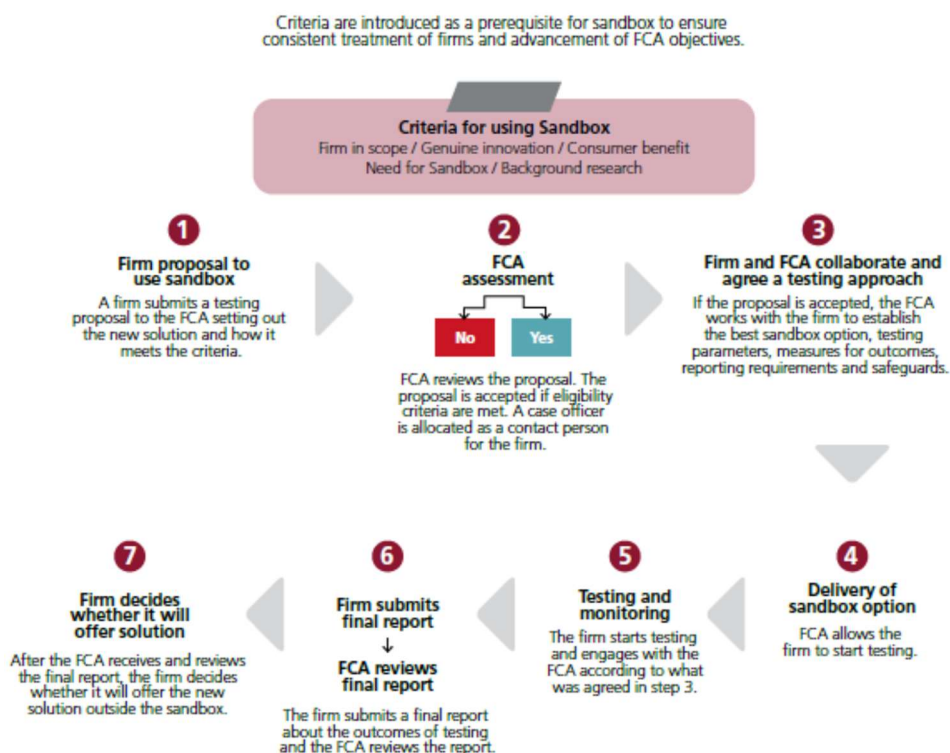 Criteria are introduced as a prerequisite for sandbox to ensure
consistent treatment of firms and advancement of FCA objectives.
Criteria for using Sandbox
Firm in scope / Genuine innovation / Consumer benefit
Need for Sandbox / Background research
1
Firm proposal to
use sandbox
A firm submits a testing
proposal to the FCA setting out
the new solution and how it
meets the criteria.
2
FCA
assessment
No
Yes
FCA reviews the proposal. The
proposal is accepted if eligibility
criteria are met. A case officer
is allocated as a contact person
for the firm.
3
Firm and FCA collaborate and
agree a testing approach
If the proposal is accepted, the FCA
works with the firm to establish
the best sandbox option, testing
parameters, measures for outcomes,
reporting requirements and safeguards.
4
Delivery of
sandbox option
FCA allows the
firm to start testing.
5
Testing and
monitoring
The firm starts testing
and engages with the
FCA according to what
was agreed in step 3.
6
Firm submits
final report
FCA reviews
final report
The firm submits a final report
about the outcomes of testing
and the FCA reviews the report.
7
Firm decides
whether it will
offer solution
After the FCA receives and reviews
the final report, the firm decides
whether it will offer the new
solution outside the sandbox.